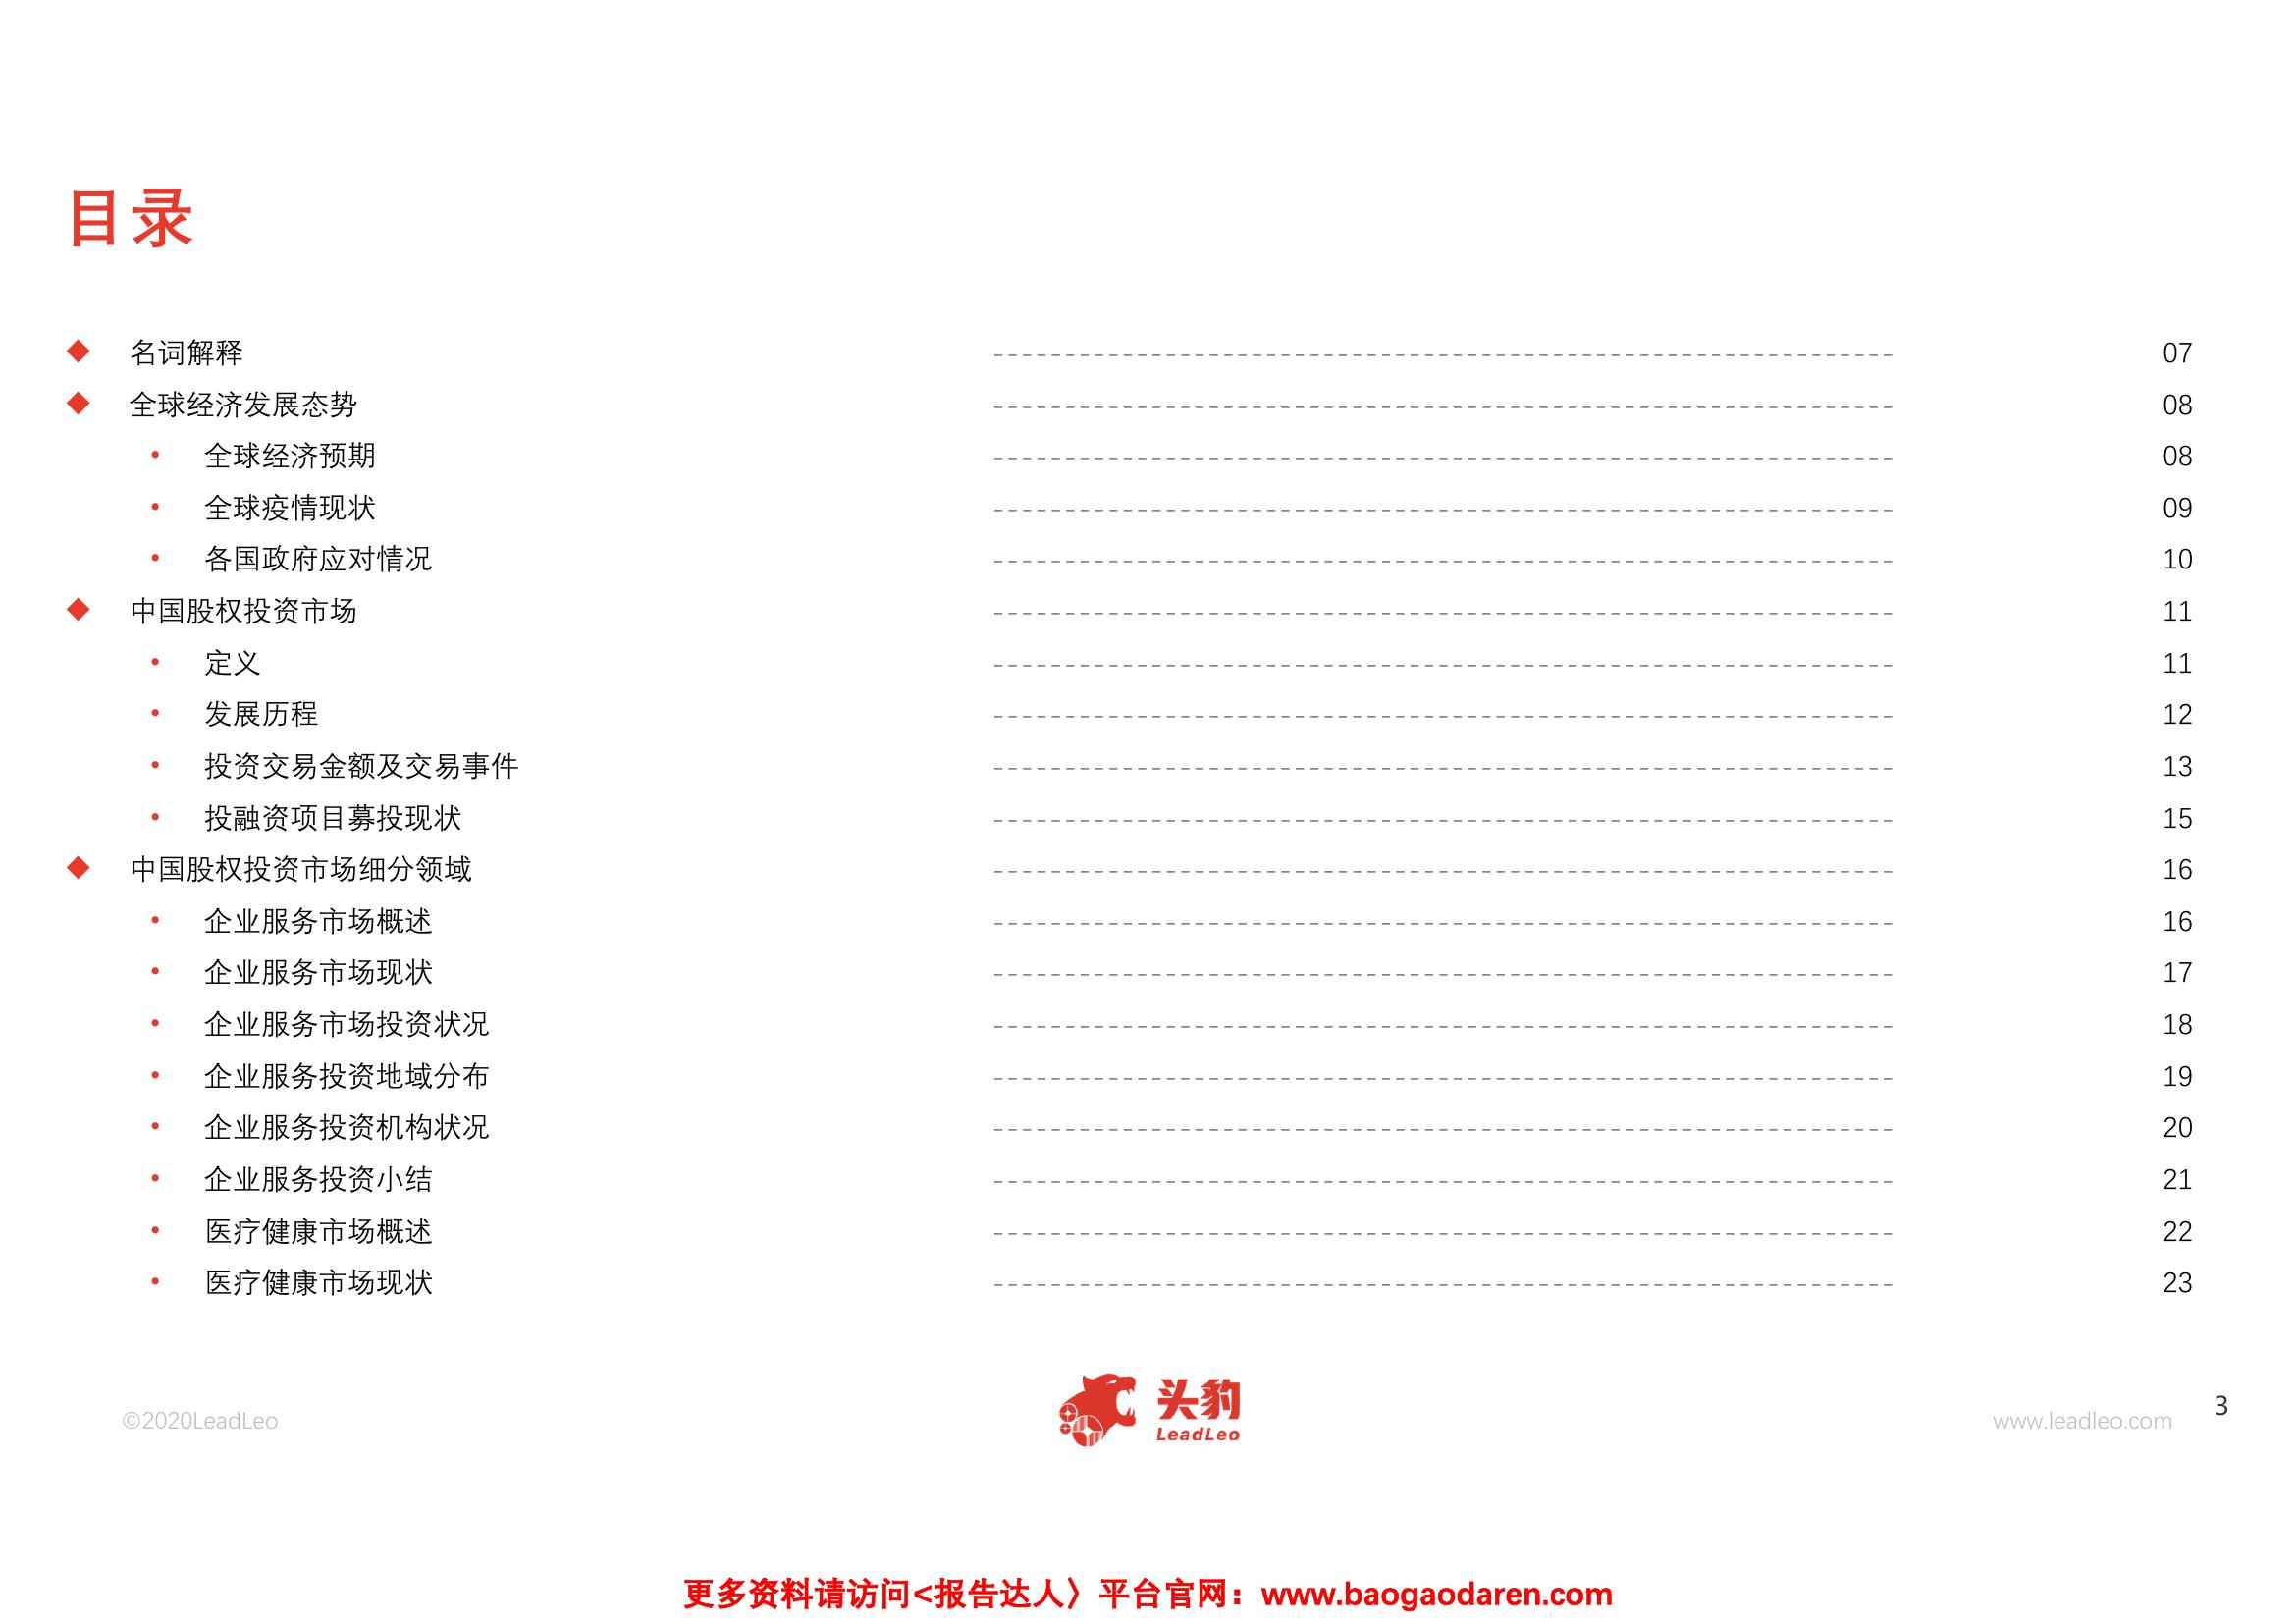 目录
◆ 名词解释 ---------------------------------------------------------------- 07
◆ 全球经济发展态势 ---------------------------------------------------------------- 08
• 全球经济预期 ---------------------------------------------------------------- 08
• 全球疫情现状 ---------------------------------------------------------------- 09
• 各国政府应对情况 ---------------------------------------------------------------- 10
◆ 中国股权投资市场 ---------------------------------------------------------------- 11
• 定义 ---------------------------------------------------------------- 11
• 发展历程 ---------------------------------------------------------------- 12
• 投资交易金额及交易事件 ---------------------------------------------------------------- 13
• 投融资项目募投现状 ---------------------------------------------------------------- 15
◆ 中国股权投资市场细分领域 ---------------------------------------------------------------- 16
• 企业服务市场概述 ---------------------------------------------------------------- 16
• 企业服务市场现状 ---------------------------------------------------------------- 17
• 企业服务市场投资状况 ---------------------------------------------------------------- 18
• 企业服务投资地域分布 ---------------------------------------------------------------- 19
• 企业服务投资机构状况 ---------------------------------------------------------------- 20
• 企业服务投资小结 ---------------------------------------------------------------- 21
• 医疗健康市场概述 ---------------------------------------------------------------- 22
• 医疗健康市场现状 ---------------------------------------------------------------- 23
头豹
LeadLeo
©2020LeadLeo
www.leadleo.com
3
更多资料请访问<报告达人〉平台官网：www.baogaodaren.com